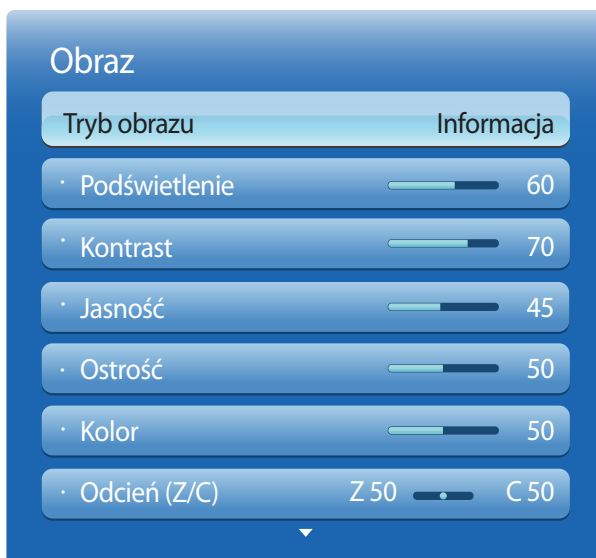 Obraz
Tryb obrazu Informacja
· Podświetlenie 60
· Kontrast 70
· Jasność 45
· Ostrość 50
· Kolor 50
· Odcień (Z/C) Z 50 C 50